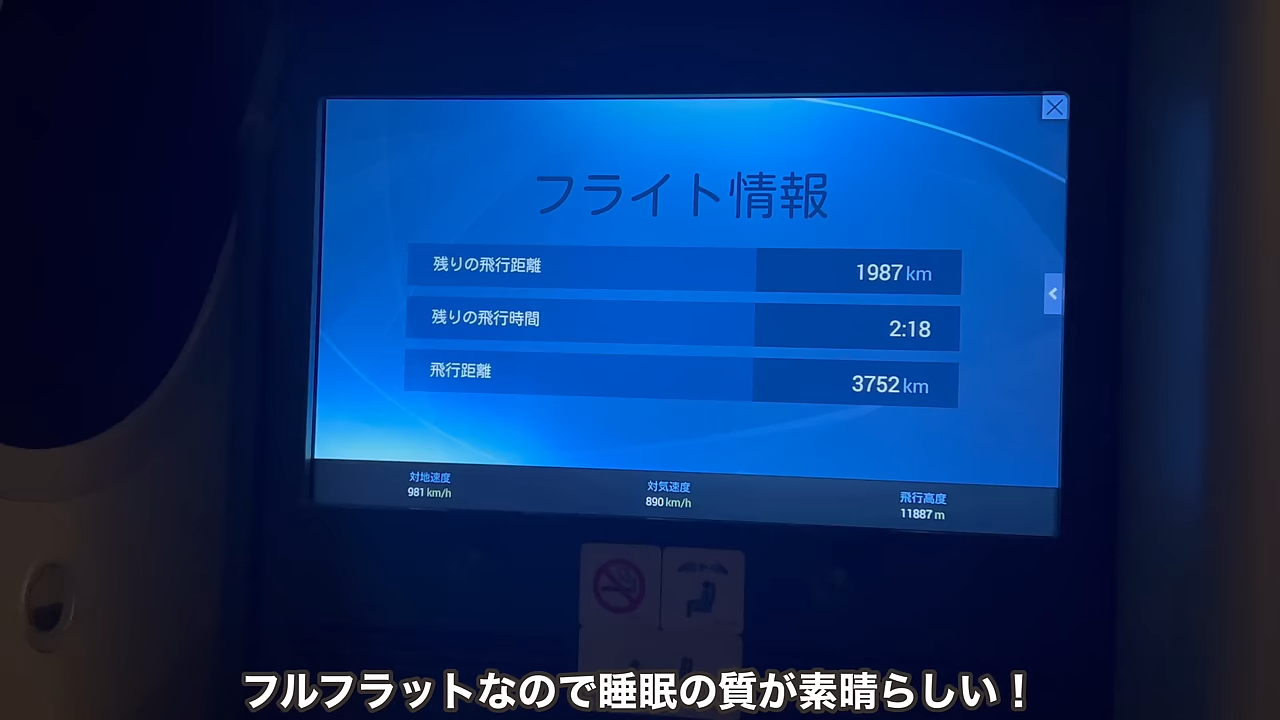 フライト情報
残りの飛行距離 1987 km
残りの飛行時間 2:18
飛行距離 3752 km
対地速度 対気速度 飛行高度
981 km/h 890 km/h 11887 m
フルフラットなので睡眠の質が素晴らしい！